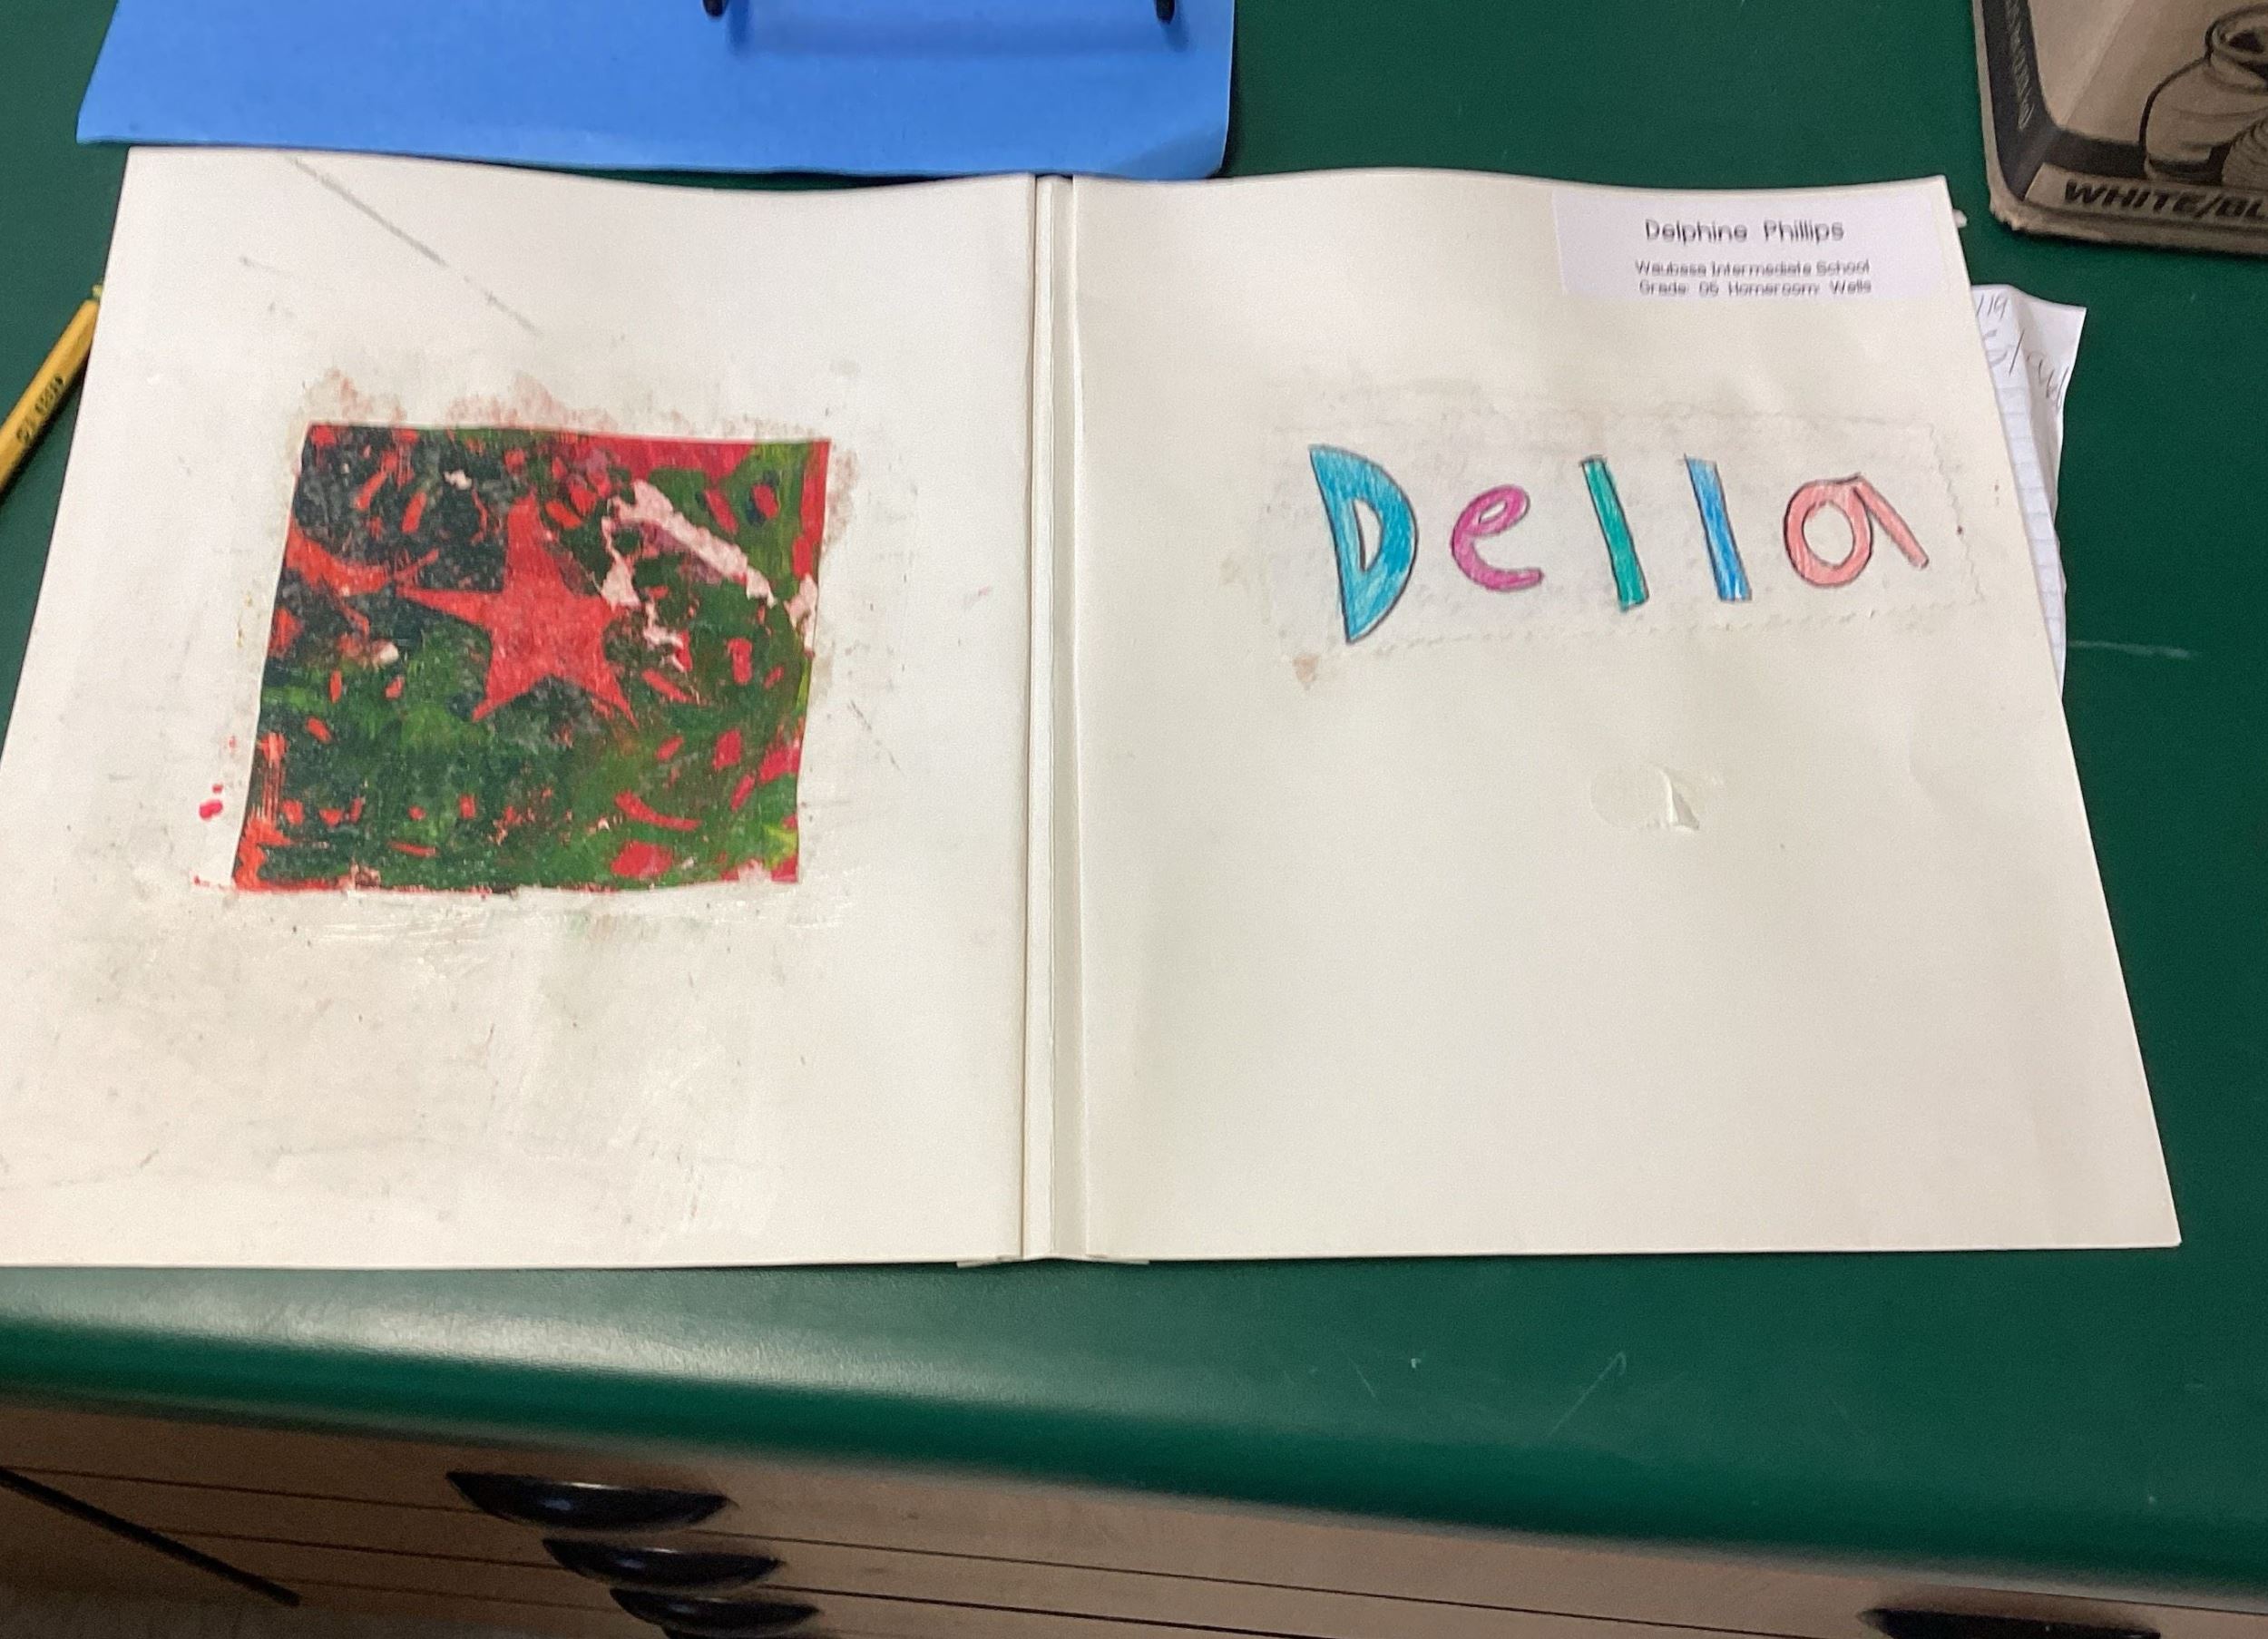 Delphine Phillips
Waubesa Intermediate School
Grade: 05 Homeroom: Wells
Della
WHITE/BL